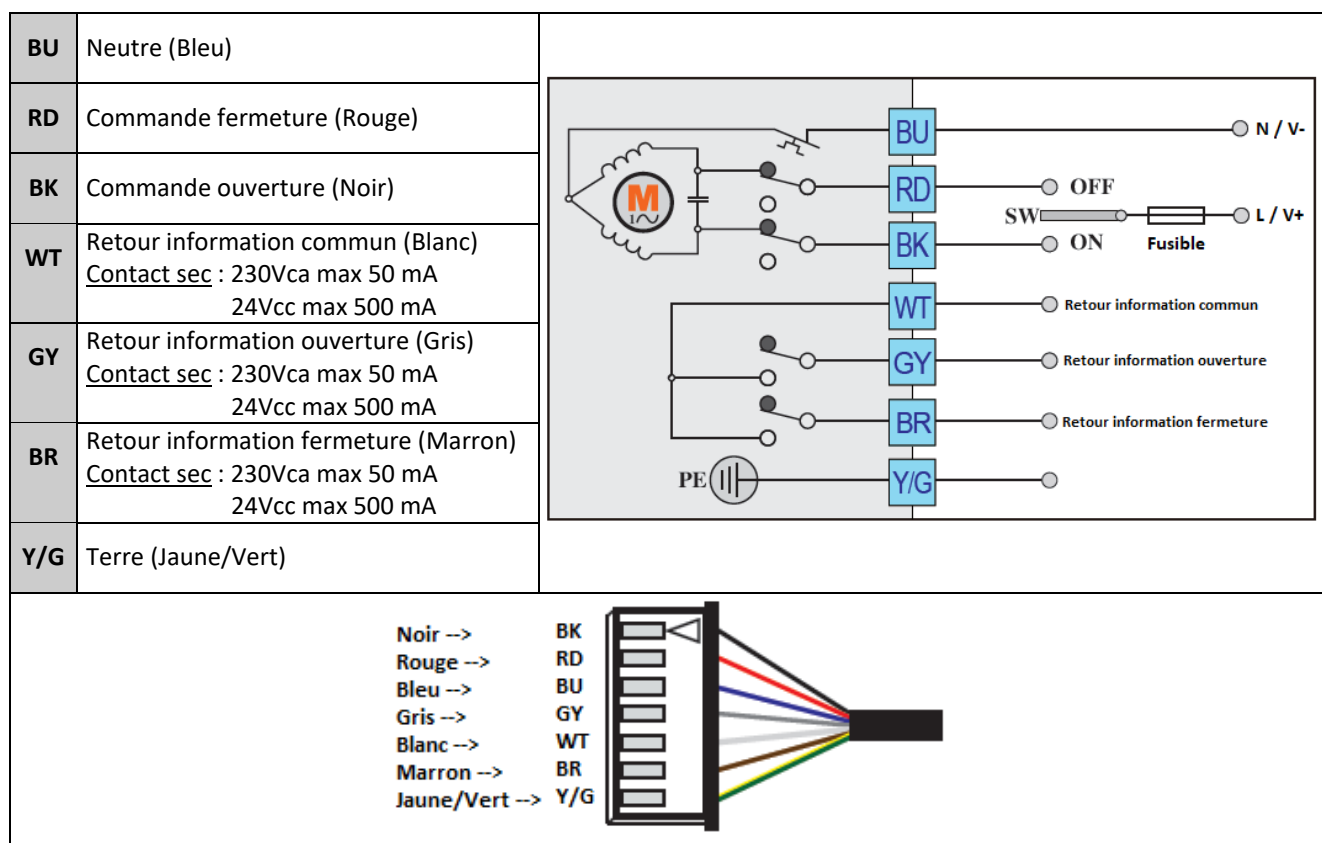 BU Neutre (Bleu)
RD Commande fermeture (Rouge)
BK Commande ouverture (Noir)
WT Retour information commun (Blanc)
Contact sec : 230Vca max 50 mA
24Vcc max 500 mA
GY Retour information ouverture (Gris)
Contact sec : 230Vca max 50 mA
24Vcc max 500 mA
BR Retour information fermeture (Marron)
Contact sec : 230Vca max 50 mA
24Vcc max 500 mA
Y/G Terre (Jaune/Vert)
BU N / V-
M
1∿
RD OFF
SW L / V+
BK ON Fusible
WT Retour information commun
GY Retour information ouverture
BR Retour information fermeture
PE Y/G
Noir --> BK
Rouge --> RD
Bleu --> BU
Gris --> GY
Blanc --> WT
Marron --> BR
Jaune/Vert --> Y/G